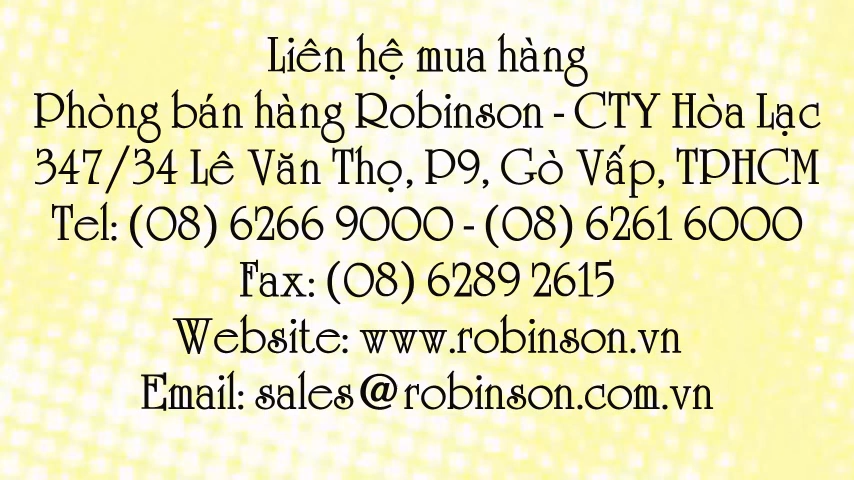 Liên hệ mua hàng
Phòng bán hàng Robinson - CTY Hòa Lạc
347/34 Lê Văn Thọ, P9, Gò Vấp, TPHCM
Tel: (08) 6266 9000 - (08) 6261 6000
Fax: (08) 6289 2615
Website: www.robinson.vn
Email: sales@robinson.com.vn